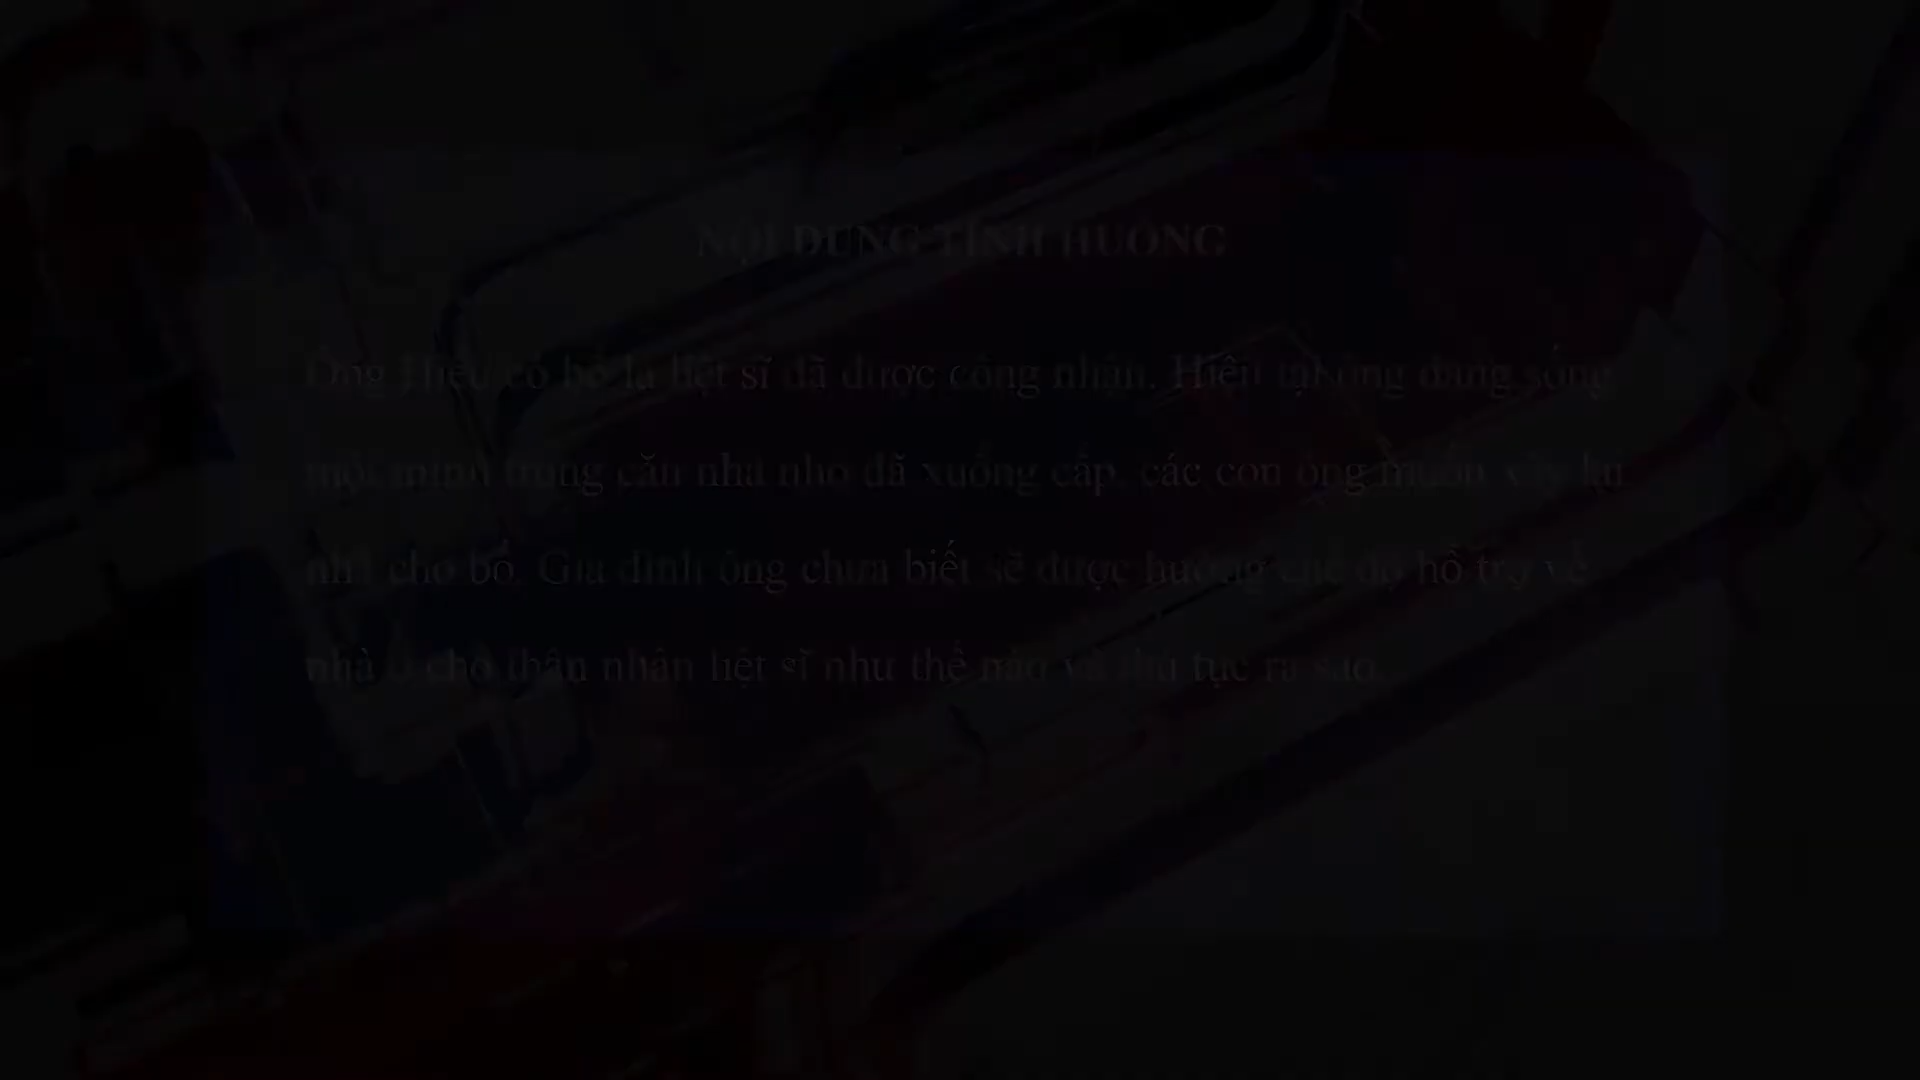 NỘI DUNG TÌNH HUỐNG
Ông Hiếu có bố là liệt sĩ đã được công nhận. Hiện tại ông đang sống
một mình trong căn nhà nhỏ đã xuống cấp, các con ông muốn xây lại
nhà cho bố. Gia đình ông chưa biết sẽ được hưởng chế độ hỗ trợ về
nhà ở cho thân nhân liệt sĩ như thế nào và thủ tục ra sao.